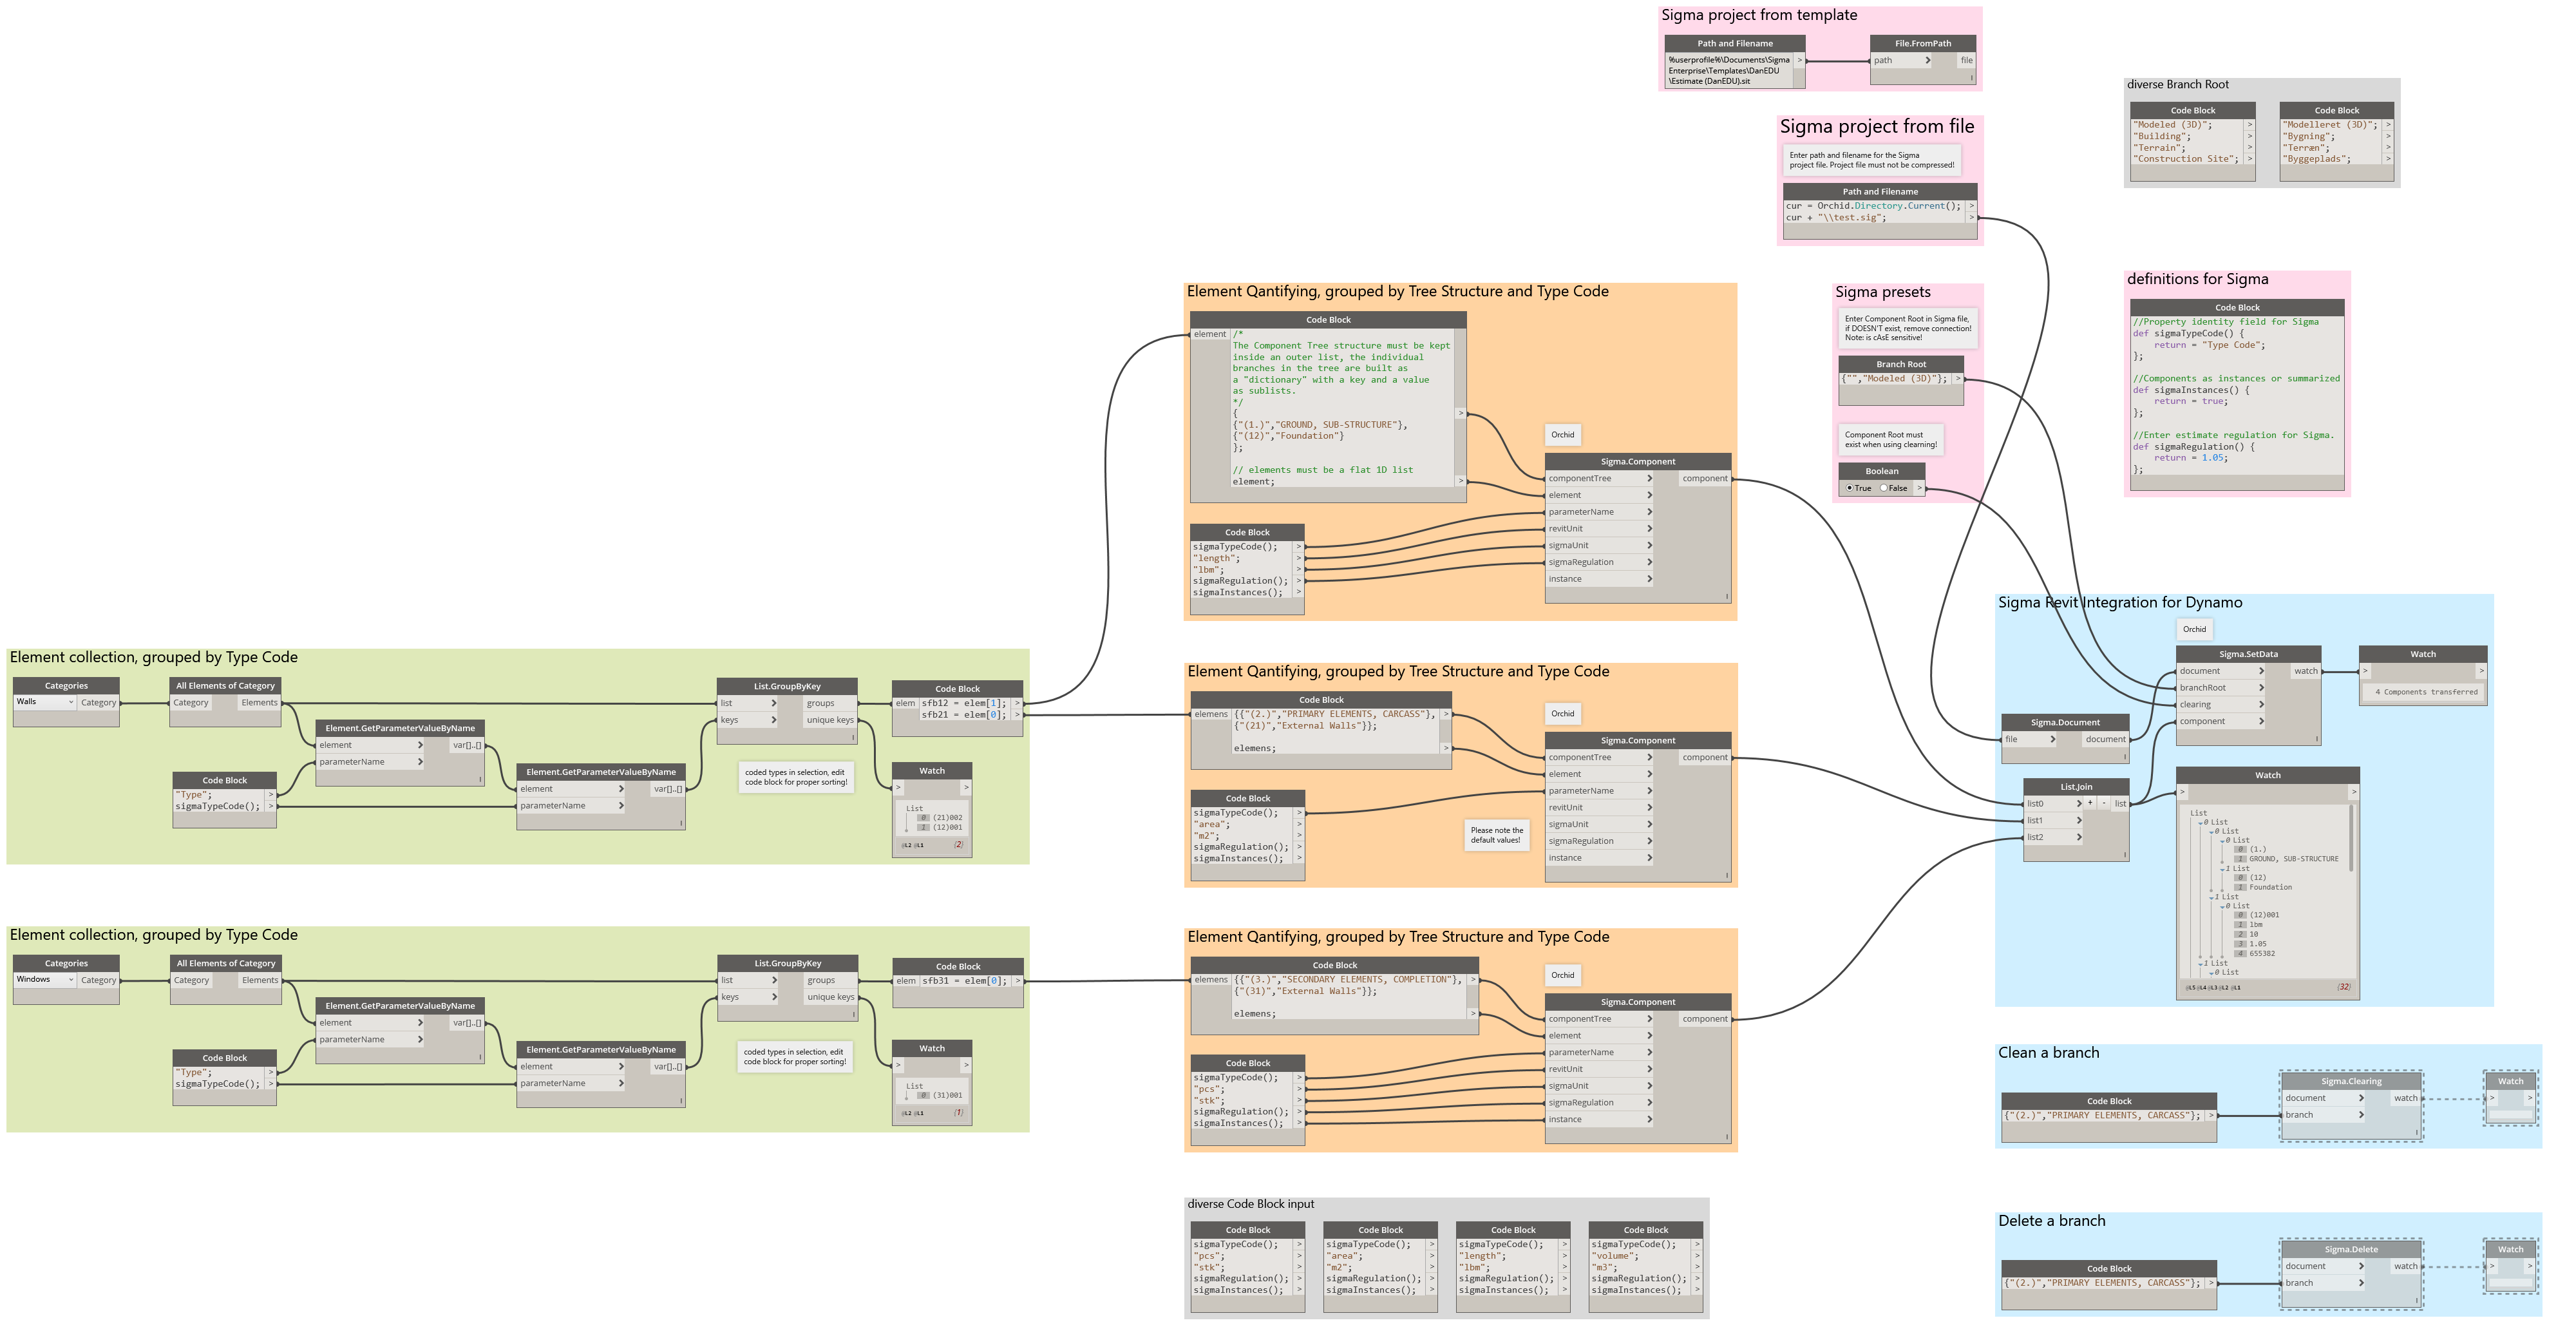 Sigma project from template
Path and Filename
%userprofile%\Documents\Sigma
Enterprise\Templates\DanEDU
\Estimate (DanEDU).sit
>
File.FromPath
path
file
diverse Branch Root
Code Block
"Modeled (3D)";
"Building";
"Terrain";
"Construction Site";
Code Block
"Modelleret (3D)";
"Bygning";
"Terræn";
"Byggeplads";
Sigma project from file
Enter path and filename for the Sigma
project file. Project file must not be compressed!
Path and Filename
cur = Orchid.Directory.Current();
cur + "\\test.sig";
Sigma presets
Enter Component Root in Sigma file,
if DOESN'T exist, remove connection!
Note: is cAsE sensitive!
Branch Root
{"","Modeled (3D)"};
Component Root must
exist when using clearning!
Boolean
True False
definitions for Sigma
Code Block
//Property identity field for Sigma
def sigmaTypeCode() {
return = "Type Code";
};
//Components as instances or summarized
def sigmaInstances() {
return = true;
};
//Enter estimate regulation for Sigma.
def sigmaRegulation() {
return = 1.05;
};
Element Qantifying, grouped by Tree Structure and Type Code
Code Block
element
/*
The Component Tree structure must be kept
inside an outer list, the individual
branches in the tree are built as
a "dictionary" with a key and a value
as sublists.
*/
{
{"(1.)","GROUND, SUB-STRUCTURE"},
{"(12)","Foundation"}
};
// elements must be a flat 1D list
element;
Code Block
sigmaTypeCode();
"length";
"lbm";
sigmaRegulation();
sigmaInstances();
Orchid
Sigma.Component
componentTree
component
element
parameterName
revitUnit
sigmaUnit
sigmaRegulation
instance
Element collection, grouped by Type Code
Categories
Walls
Category
All Elements of Category
Category
Elements
Code Block
"Type";
sigmaTypeCode();
Element.GetParameterValueByName
element
var[]..[]
parameterName
Element.GetParameterValueByName
element
var[]..[]
parameterName
List.GroupByKey
list
groups
keys
unique keys
coded types in selection, edit
code block for proper sorting!
Code Block
elem
sfb12 = elem[1];
sfb21 = elem[0];
Watch
List
0 (21)002
1 (12)001
@L2 @L1
{2}
Element Qantifying, grouped by Tree Structure and Type Code
Code Block
elemens
{{"(2.)","PRIMARY ELEMENTS, CARCASS"},
{"(21)","External Walls"}};
elemens;
Code Block
sigmaTypeCode();
"area";
"m2";
sigmaRegulation();
sigmaInstances();
Orchid
Please note the
default values!
Sigma.Component
componentTree
component
element
parameterName
revitUnit
sigmaUnit
sigmaRegulation
instance
Sigma Revit Integration for Dynamo
Orchid
Sigma.SetData
document
watch
branchRoot
clearing
component
Watch
4 Components transferred
Sigma.Document
file
document
List.Join
list0
+ -
list
list1
list2
Watch
List
0 List
0 List
0 List
0 (1.)
1 GROUND, SUB-STRUCTURE
1 List
0 (12)
1 Foundation
1 List
0 List
0 (12)001
1 lbm
2 10
3 1.05
4 655382
1 List
0 List
@L5 @L4 @L3 @L2 @L1
{32}
Element collection, grouped by Type Code
Categories
Windows
Category
All Elements of Category
Category
Elements
Code Block
"Type";
sigmaTypeCode();
Element.GetParameterValueByName
element
var[]..[]
parameterName
Element.GetParameterValueByName
element
var[]..[]
parameterName
List.GroupByKey
list
groups
keys
unique keys
coded types in selection, edit
code block for proper sorting!
Code Block
elem
sfb31 = elem[0];
Watch
List
0 (31)001
@L2 @L1
{1}
Element Qantifying, grouped by Tree Structure and Type Code
Code Block
elemens
{{"(3.)","SECONDARY ELEMENTS, COMPLETION"},
{"(31)","External Walls"}};
elemens;
Code Block
sigmaTypeCode();
"pcs";
"stk";
sigmaRegulation();
sigmaInstances();
Orchid
Sigma.Component
componentTree
component
element
parameterName
revitUnit
sigmaUnit
sigmaRegulation
instance
Clean a branch
Code Block
{"(2.)","PRIMARY ELEMENTS, CARCASS"};
Sigma.Clearing
document
watch
branch
Watch
Delete a branch
Code Block
{"(2.)","PRIMARY ELEMENTS, CARCASS"};
Sigma.Delete
document
watch
branch
Watch
diverse Code Block input
Code Block
sigmaTypeCode();
"pcs";
"stk";
sigmaRegulation();
sigmaInstances();
Code Block
sigmaTypeCode();
"area";
"m2";
sigmaRegulation();
sigmaInstances();
Code Block
sigmaTypeCode();
"length";
"lbm";
sigmaRegulation();
sigmaInstances();
Code Block
sigmaTypeCode();
"volume";
"m3";
sigmaRegulation();
sigmaInstances();